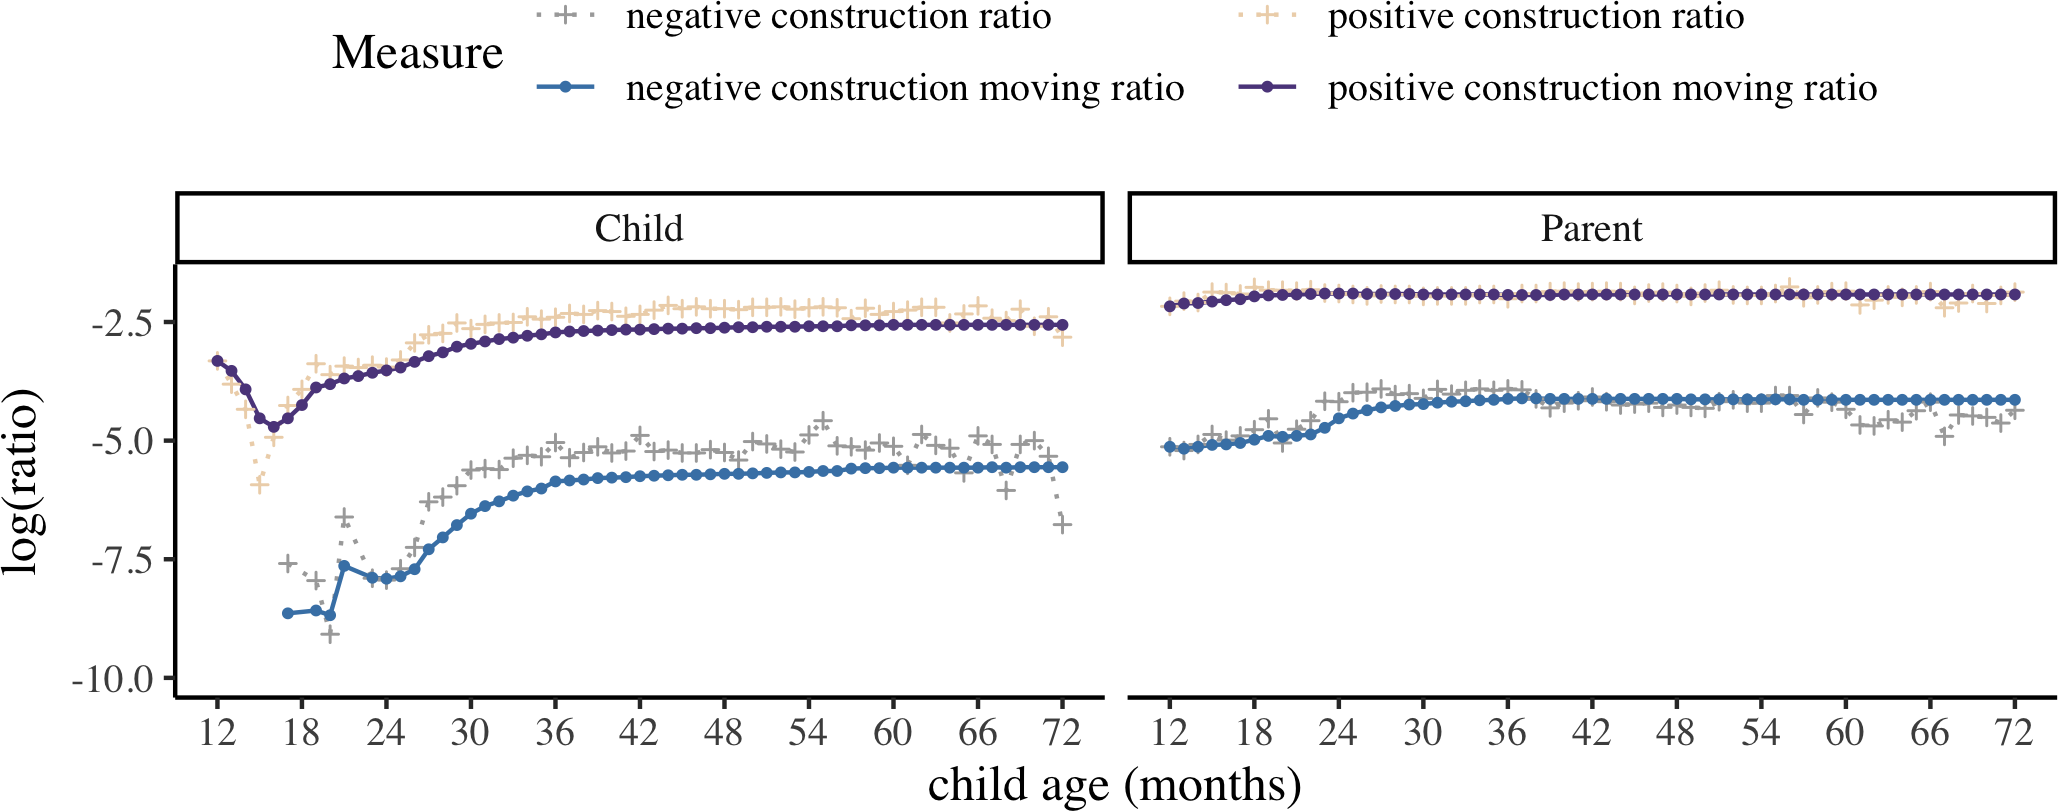 Measure
negative construction ratio
positive construction ratio
negative construction moving ratio
positive construction moving ratio
Child
Parent
log(ratio)
-2.5
-5.0
-7.5
-10.0
12 18 24 30 36 42 48 54 60 66 72
12 18 24 30 36 42 48 54 60 66 72
child age (months)